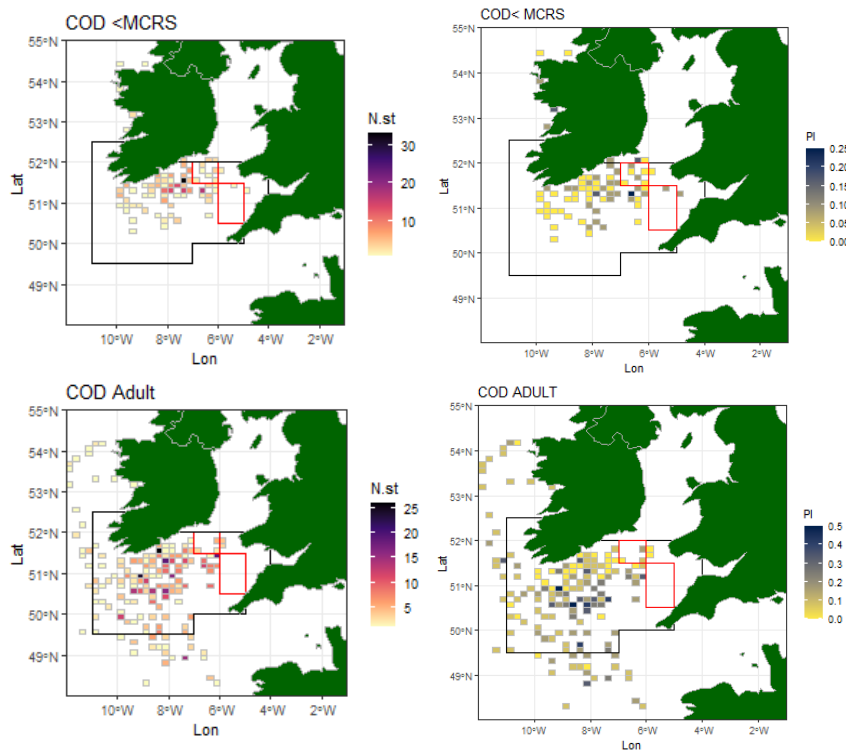 COD <MCRS
55°N
54°N
53°N
52°N
51°N
50°N
49°N
Lat
10°W 8°W 6°W 4°W 2°W
Lon
N.st
30
20
10
COD< MCRS
55°N
54°N
53°N
52°N
51°N
50°N
49°N
Lat
10°W 8°W 6°W 4°W 2°W
Lon
PI
0.25
0.20
0.15
0.10
0.05
0.00
COD Adult
55°N
54°N
53°N
52°N
51°N
50°N
49°N
Lat
10°W 8°W 6°W 4°W 2°W
Lon
N.st
25
20
15
10
5
COD ADULT
55°N
54°N
53°N
52°N
51°N
50°N
49°N
Lat
10°W 8°W 6°W 4°W 2°W
Lon
PI
0.5
0.4
0.3
0.2
0.1
0.0